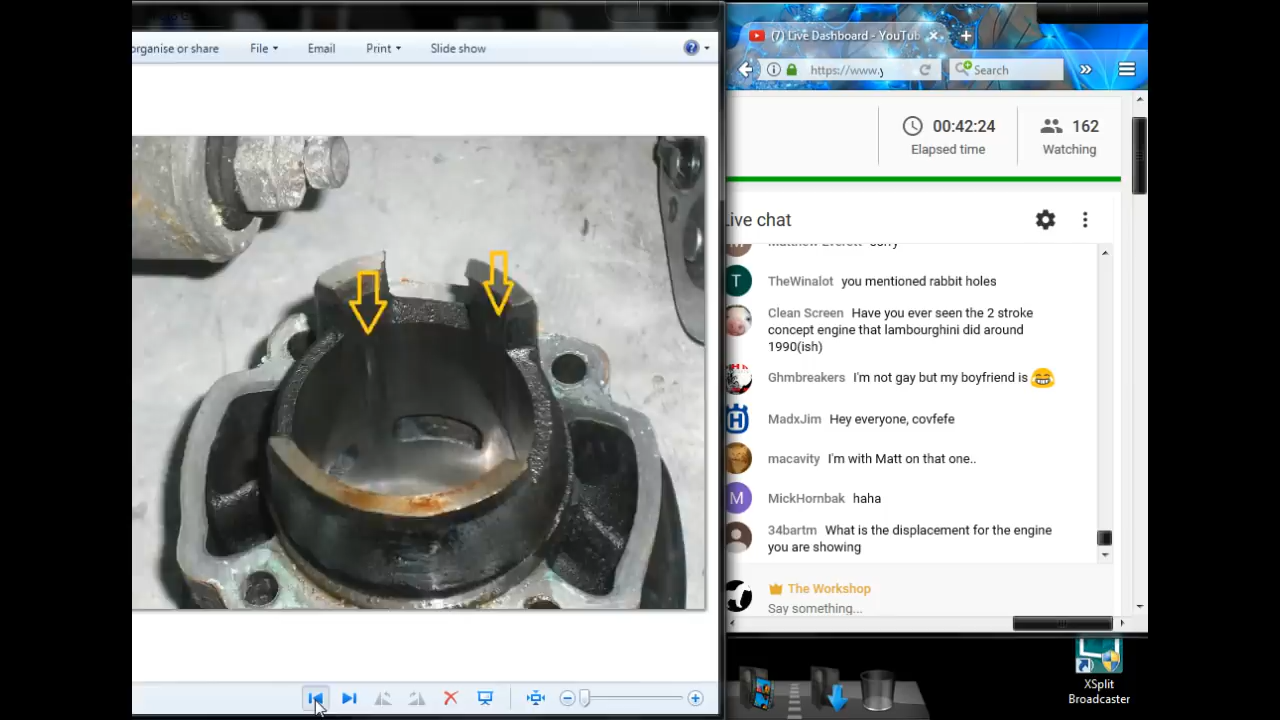 organise or share File Email Print Slide show
(7) Live Dashboard - YouTub
https://www.y
Search
00:42:24
Elapsed time
162
Watching
Live chat
TheWinalot you mentioned rabbit holes
Clean Screen Have you ever seen the 2 stroke
concept engine that lambourghini did around
1990(ish)
Ghmbreakers I'm not gay but my boyfriend is
MadxJim Hey everyone, covfefe
macavity I'm with Matt on that one..
MickHornbak haha
34bartm What is the displacement for the engine
you are showing
The Workshop
Say something...
XSplit
Broadcaster
T
M
H